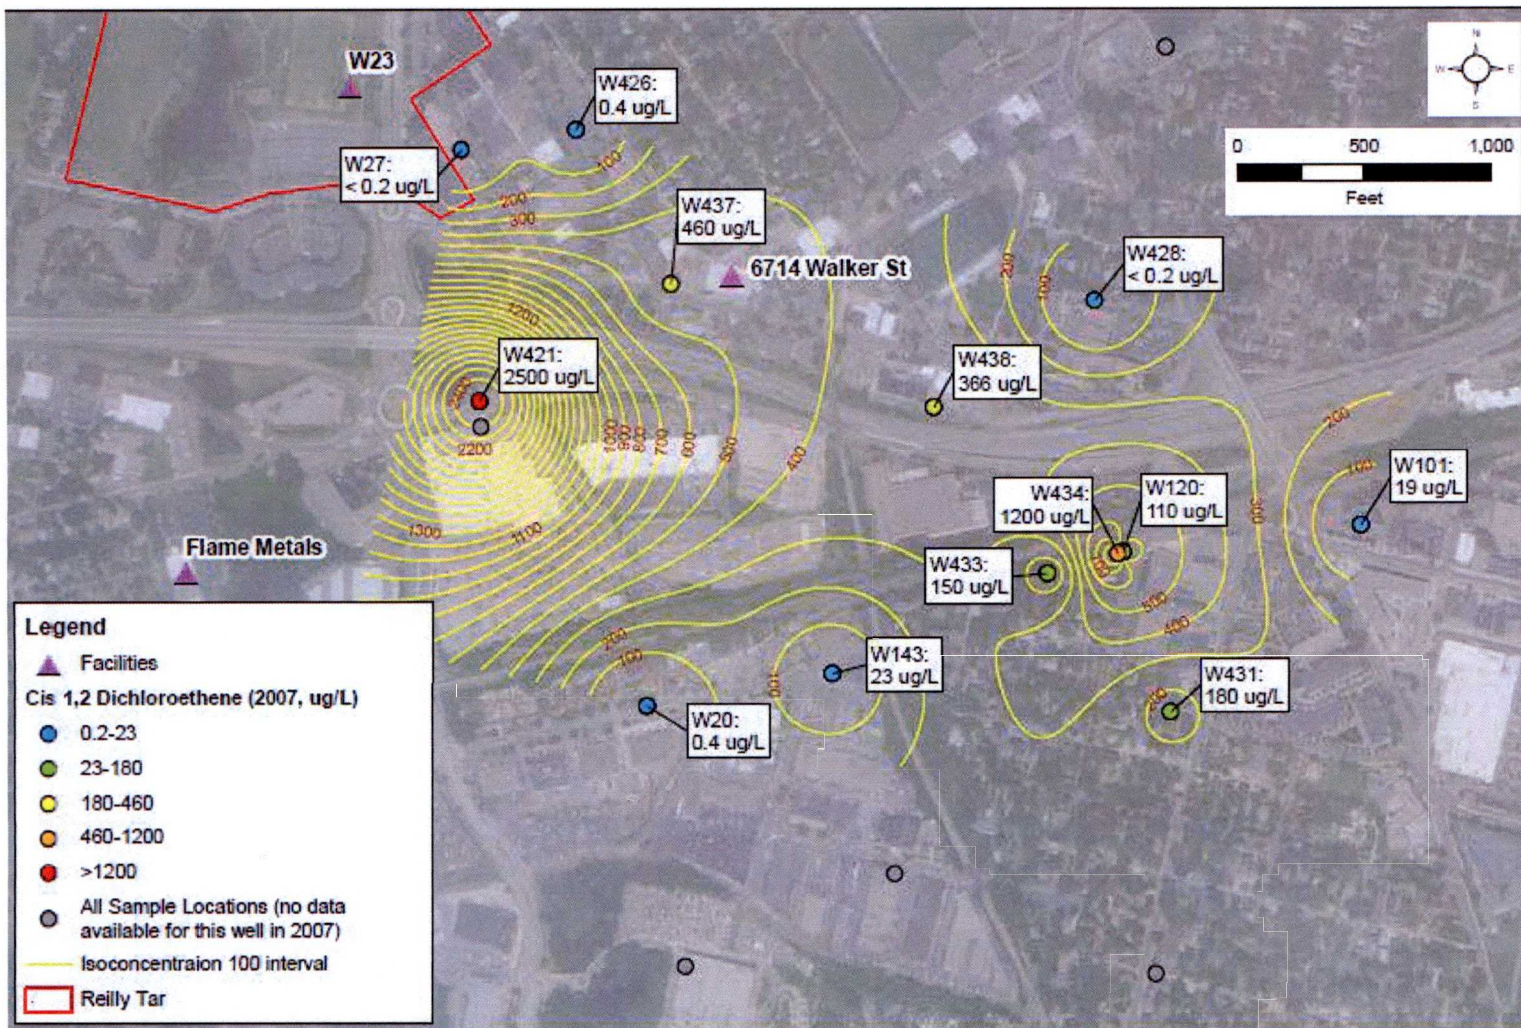 W23
W426:
0.4 ug/L
W27:
< 0.2 ug/L
N
W
E
S
0 500 1,000
Feet
100
200
300
W437:
460 ug/L
6714 Walker St
W428:
< 0.2 ug/L
200
100
1200
W421:
2500 ug/L
2400
2200
1000
900
800
700
600
500
400
W438:
366 ug/L
300
200
100
W101:
19 ug/L
W434:
1200 ug/L
W120:
110 ug/L
W433:
150 ug/L
500
400
1300
1100
Flame Metals
200
100
W20:
0.4 ug/L
100
W143:
23 ug/L
200
W431:
180 ug/L
Legend
Facilities
Cis 1,2 Dichloroethene (2007, ug/L)
0.2-23
23-180
180-460
460-1200
>1200
All Sample Locations (no data
available for this well in 2007)
Isoconcentraion 100 interval
Reilly Tar